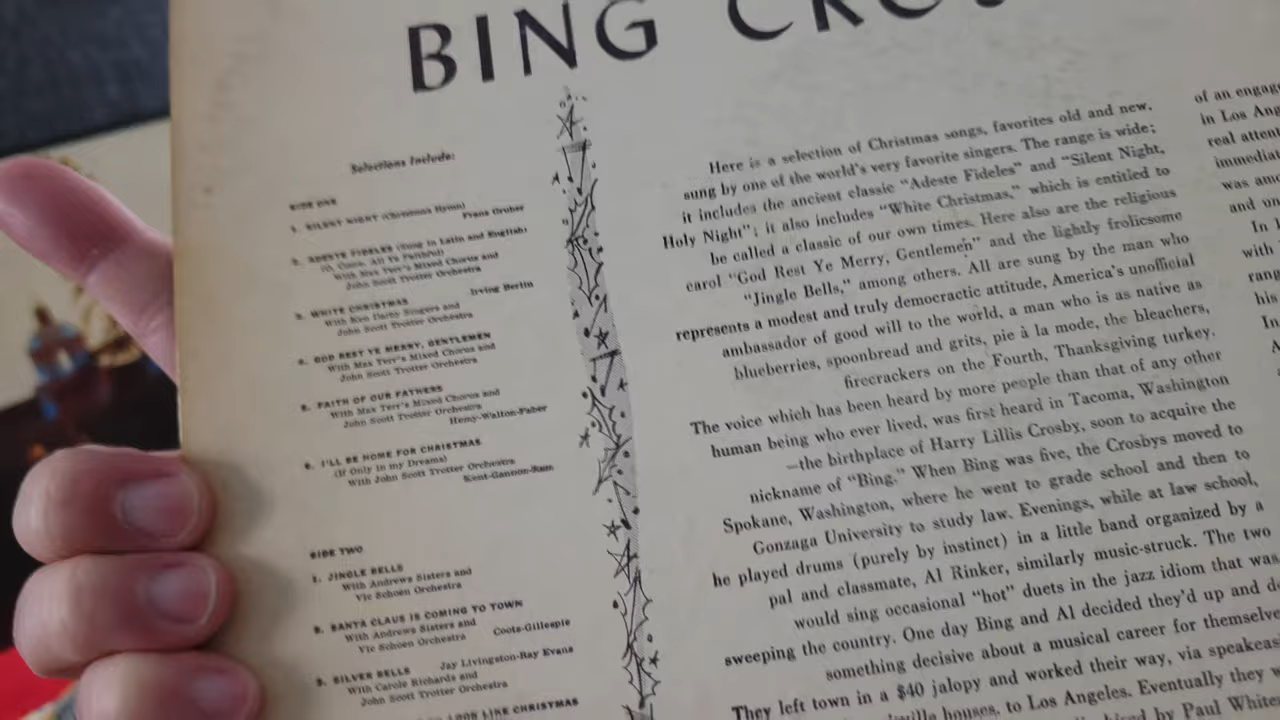 BING CROS
Selections Include:
SIDE ONE
1. SILENT NIGHT (Christmas Hymn)
Franz Gruber
2. ADESTE FIDELES (Sung in Latin and English)
(O, Come, All Ye Faithful)
With Max Terr's Mixed Chorus and
John Scott Trotter Orchestra
3. WHITE CHRISTMAS
Irving Berlin
With Ken Darby Singers and
John Scott Trotter Orchestra
4. GOD REST YE MERRY, GENTLEMEN
With Max Terr's Mixed Chorus and
John Scott Trotter Orchestra
5. FAITH OF OUR FATHERS
With Max Terr's Mixed Chorus and
John Scott Trotter Orchestra
Hemy-Walton-Faber
6. I'LL BE HOME FOR CHRISTMAS
(If Only in my Dreams)
With John Scott Trotter Orchestra
Kent-Gannon-Ram
SIDE TWO
1. JINGLE BELLS
With Andrews Sisters and
Vic Schoen Orchestra
2. SANTA CLAUS IS COMING TO TOWN
With Andrews Sisters and
Vic Schoen Orchestra
Coots-Gillespie
3. SILVER BELLS
Jay Livingston-Ray Evans
With Carole Richards and
John Scott Trotter Orchestra
LOOK LIKE CHRISTMAS
Here is a selection of Christmas songs, favorites old and new,
sung by one of the world's very favorite singers. The range is wide;
it includes the ancient classic "Adeste Fideles" and "Silent Night,
Holy Night"; it also includes "White Christmas," which is entitled to
be called a classic of our own times. Here also are the religious
carol "God Rest Ye Merry, Gentlemen" and the lightly frolicsome
"Jingle Bells," among others. All are sung by the man who
represents a modest and truly democratic attitude, America's unofficial
ambassador of good will to the world, a man who is as native as
blueberries, spoonbread and grits, pie à la mode, the bleachers,
firecrackers on the Fourth, Thanksgiving turkey.
The voice which has been heard by more people than that of any other
human being who ever lived, was first heard in Tacoma, Washington
—the birthplace of Harry Lillis Crosby, soon to acquire the
nickname of "Bing." When Bing was five, the Crosbys moved to
Spokane, Washington, where he went to grade school and then to
Gonzaga University to study law. Evenings, while at law school,
he played drums (purely by instinct) in a little band organized by a
pal and classmate, Al Rinker, similarly music-struck. The two
would sing occasional "hot" duets in the jazz idiom that was
sweeping the country. One day Bing and Al decided they'd up and d
something decisive about a musical career for themselve
They left town in a $40 jalopy and worked their way, via speakeas
houses, to Los Angeles. Eventually they w
by Paul White
of an engag
in Los Ang
real atten
immediat
was ame
and un
with
rang
his